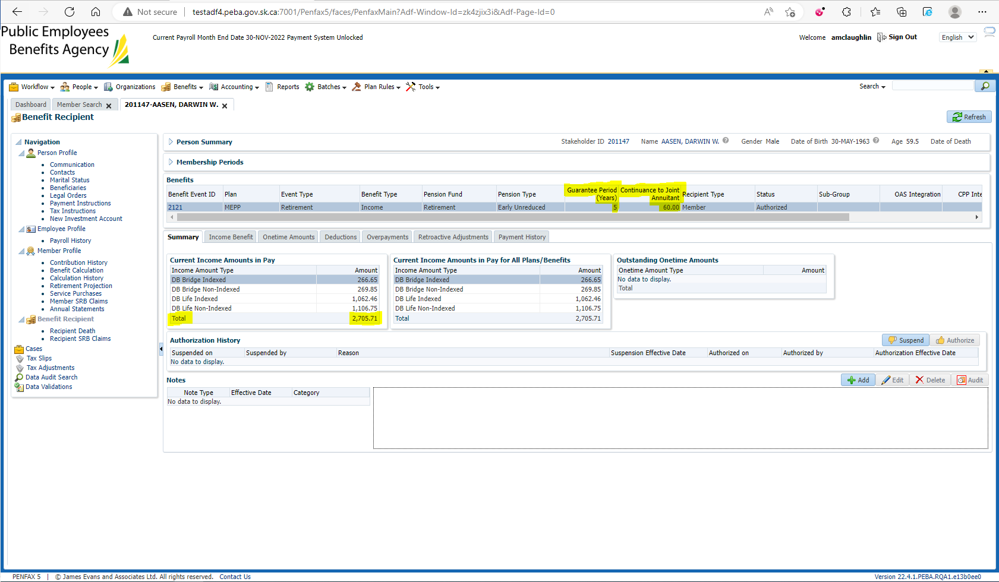 Not secure testadf4.peba.gov.sk.ca:7001/Penfax5/faces/PenfaxMain?Adf-Window-Id=zk4zjix3i&Adf-Page-Id=0
Public Employees
Benefits Agency
Current Payroll Month End Date 30-NOV-2022 Payment System Unlocked
Welcome amclaughlin Sign Out English
Workflow People Organizations Benefits Accounting Reports Batches Plan Rules Tools Search
Dashboard Member Search 201147-AASEN, DARWIN W.
Benefit Recipient
Refresh
Navigation
Person Profile
Communication
Contacts
Marital Status
Beneficiaries
Legal Orders
Payment Instructions
Tax Instructions
New Investment Account
Employee Profile
Payroll History
Member Profile
Contribution History
Benefit Calculation
Calculation History
Retirement Projection
Service Purchases
Member SRB Claims
Annual Statements
Benefit Recipient
Recipient Death
Recipient SRB Claims
Cases
Tax Slips
Tax Adjustments
Data Audit Search
Data Validations
Person Summary Stakeholder ID 201147 Name AASEN, DARWIN W. Gender Male Date of Birth 30-MAY-1963 Age 59.5 Date of Death
Membership Periods
Benefits
Benefit Event ID Plan Event Type Benefit Type Pension Fund Pension Type Guarantee Period (Years) Continuance to Joint Annuitant Recipient Type Status Sub-Group OAS Integration CPP Inte
2121 MEPP Retirement Income Retirement Early Unreduced 5 60.00 Member Authorized
Summary Income Benefit Onetime Amounts Deductions Overpayments Retroactive Adjustments Payment History
Current Income Amounts in Pay
Income Amount Type Amount
DB Bridge Indexed 266.65
DB Bridge Non-Indexed 269.85
DB Life Indexed 1,062.46
DB Life Non-Indexed 1,106.75
Total 2,705.71
Current Income Amounts in Pay for All Plans/Benefits
Income Amount Type Amount
DB Bridge Indexed 266.65
DB Bridge Non-Indexed 269.85
DB Life Indexed 1,062.46
DB Life Non-Indexed 1,106.75
Total 2,705.71
Outstanding Onetime Amounts
Onetime Amount Type Amount
No data to display.
Total
Authorization History Suspend Authorize
Suspended on Suspended by Reason Suspension Effective Date Authorized on Authorized by Authorization Effective Date
No data to display.
Notes Add Edit Delete Audit
Note Type Effective Date Category
No data to display.
PENFAX 5 | © James Evans and Associates Ltd. All rights reserved. Contact Us Version 22.4.1.PEBA.RQA1.e13b0ee0